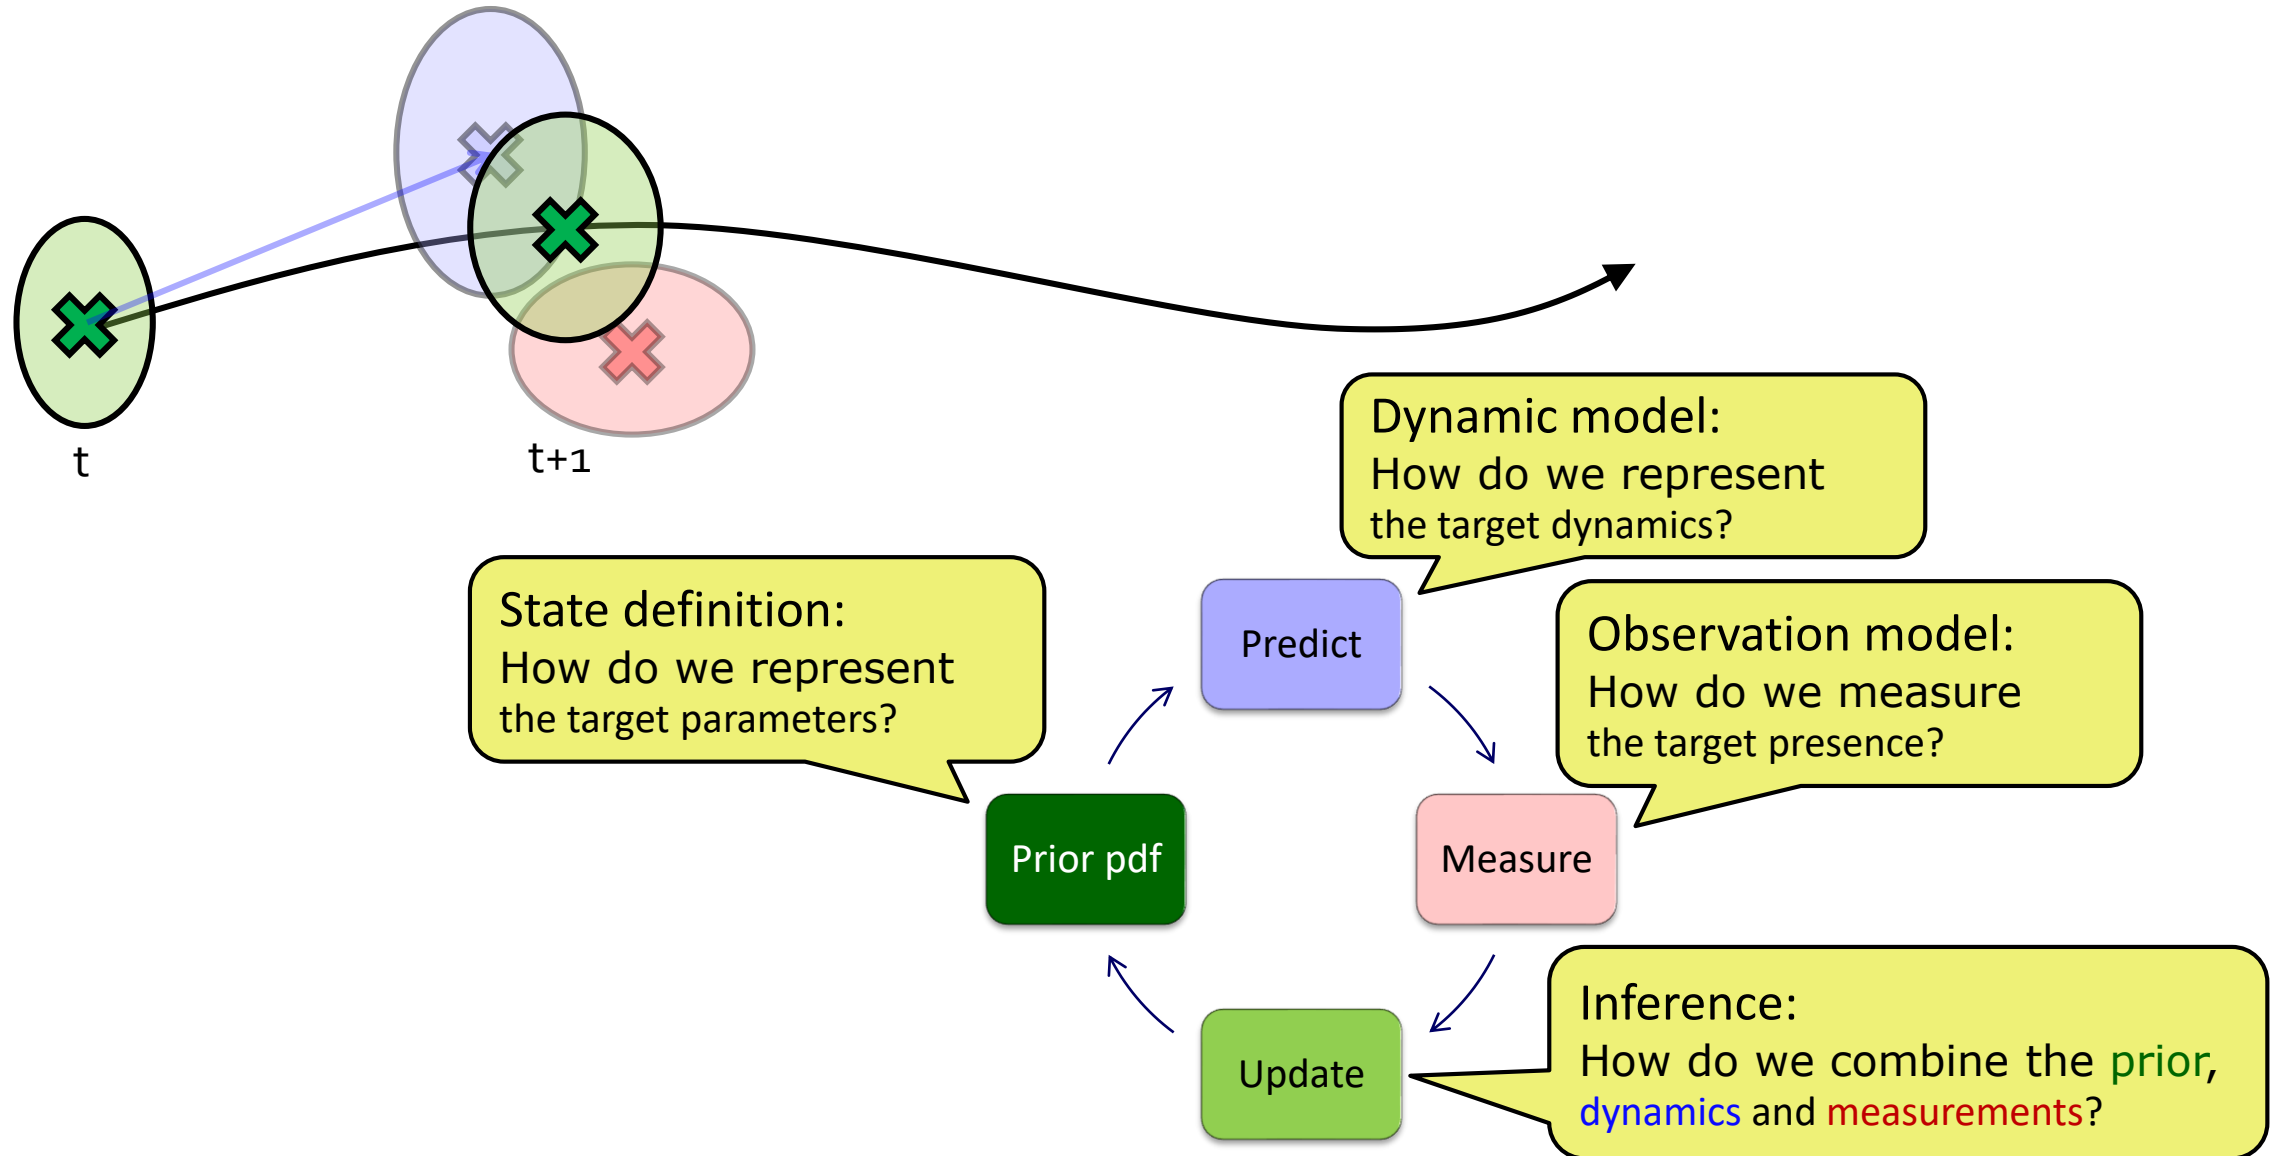 t
t+1
Dynamic model:
How do we represent
the target dynamics?
State definition:
How do we represent
the target parameters?
Predict
Observation model:
How do we measure
the target presence?
Prior pdf
Measure
Update
Inference:
How do we combine the prior,
dynamics and measurements?